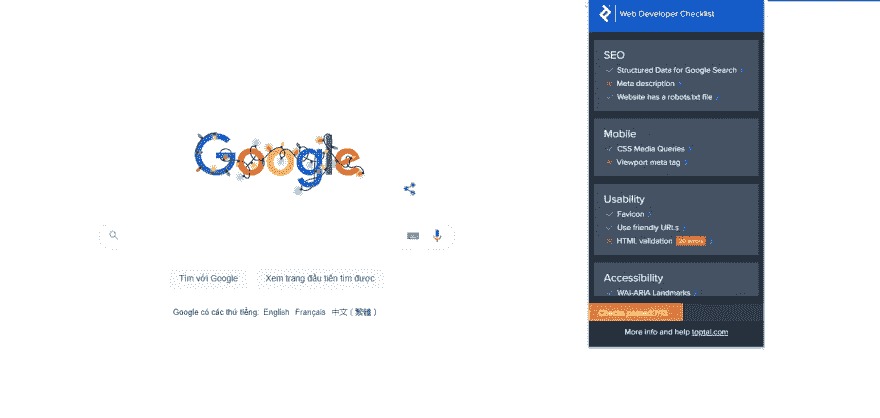 Google
Tìm với Google
Xem trang đầu tiên tìm được
Google có các thứ tiếng: English Français 中文 (繁體)
Web Developer Checklist
SEO
Structured Data for Google Search
Meta description
Website has a robots.txt file
Mobile
CSS Media Queries
Viewport meta tag
Usability
Favicon
Use friendly URLs
HTML validation 20 errors
Accessibility
WAI-ARIA Landmarks
Checks passed
More info and help toptal.com